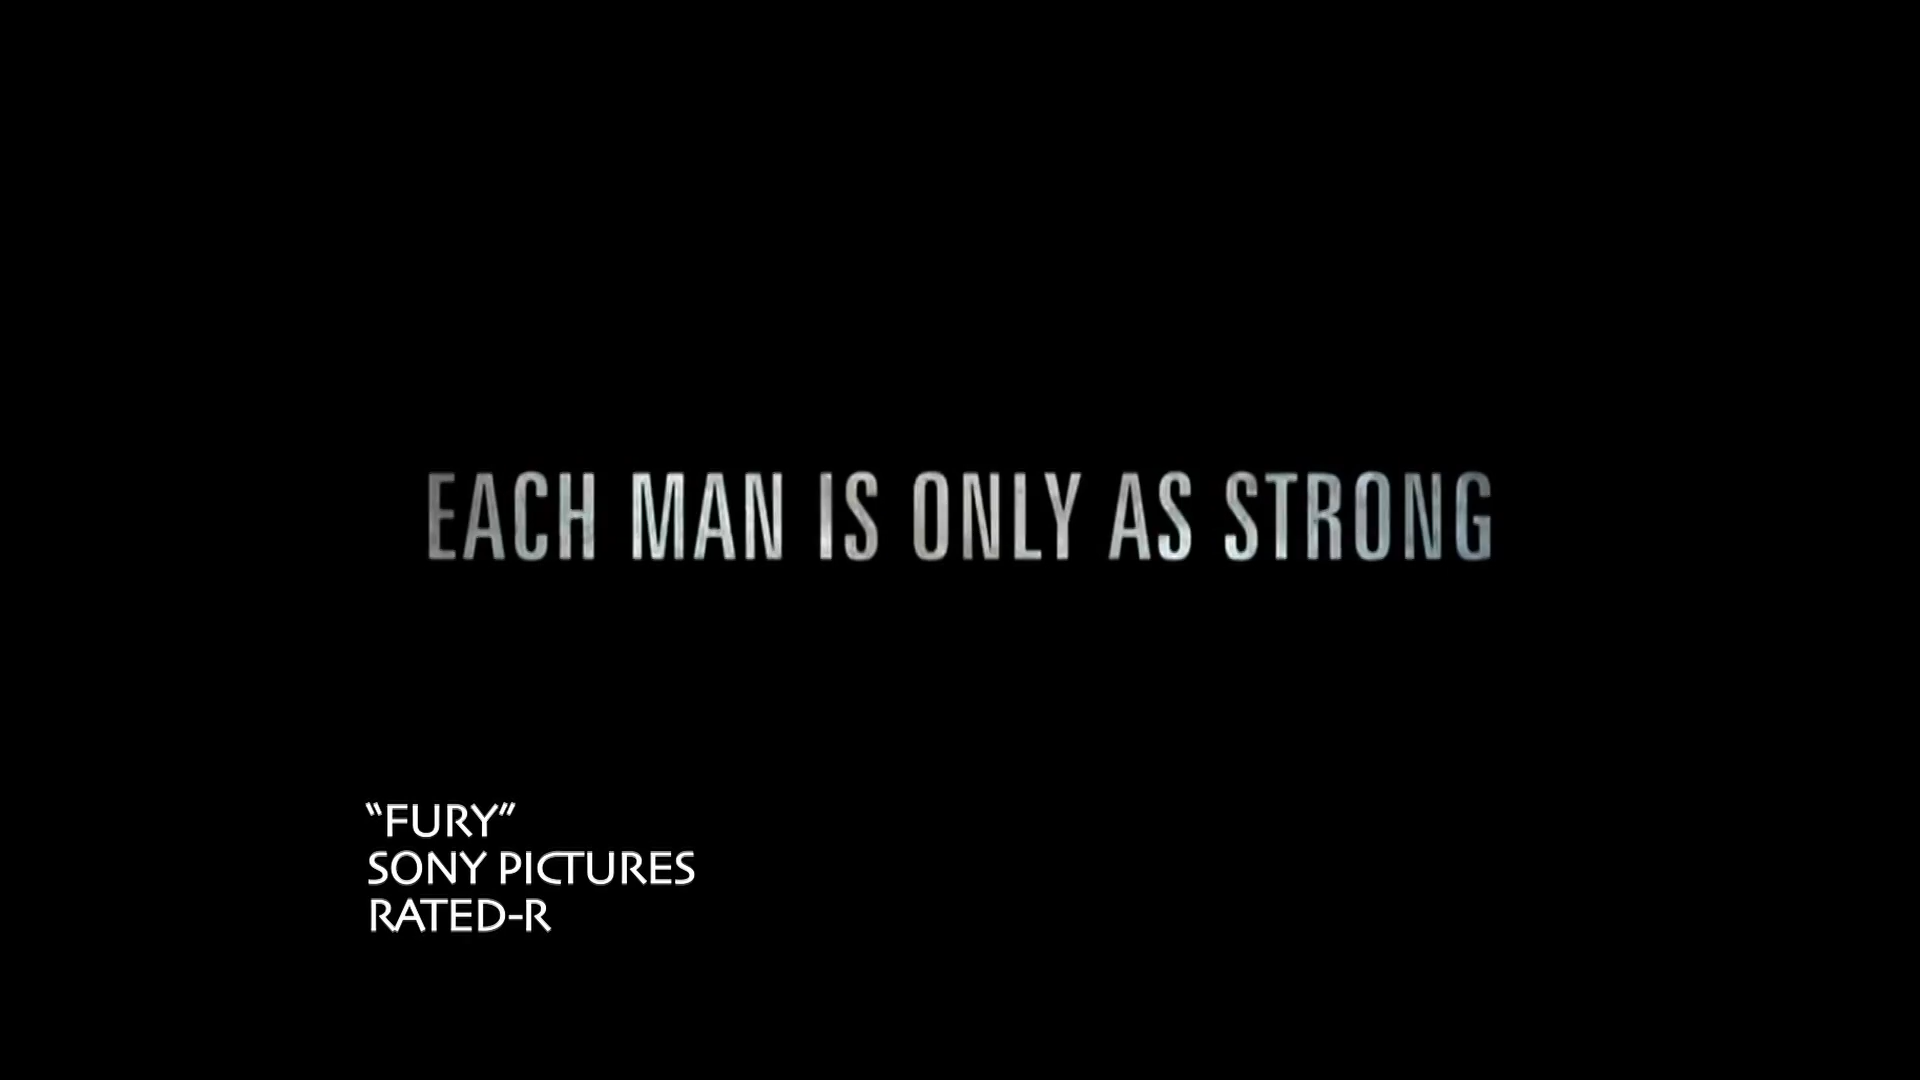 EACH MAN IS ONLY AS STRONG
“FURY”
SONY PICTURES
RATED-R